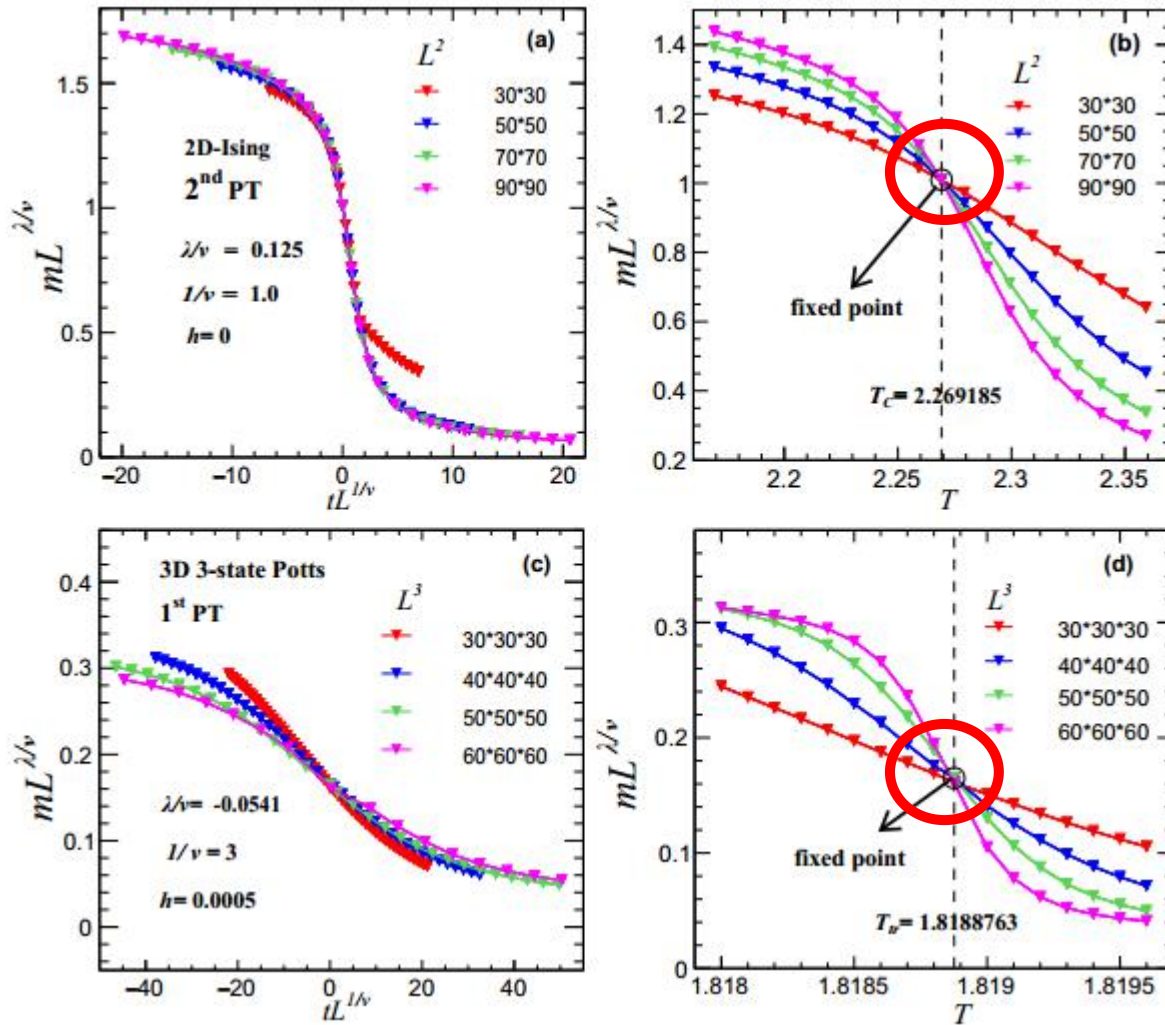 (a)
L²
30*30
50*50
70*70
90*90
2D-Ising
2ⁿᵈ PT
λ/ν = 0.125
1/ν = 1.0
h= 0
mL^λ/ν
1.5
1
0.5
0
−20 −10 0 10 20
tL^1/ν
(b)
L²
30*30
50*50
70*70
90*90
fixed point
T_C= 2.269185
mL^λ/ν
1.4
1.2
1
0.8
0.6
0.4
0.2
2.2 2.25 2.3 2.35
T
(c)
3D 3-state Potts
1ˢᵗ PT
L³
30*30*30
40*40*40
50*50*50
60*60*60
λ/ν= -0.0541
1/ν = 3
h= 0.0005
mL^λ/ν
0.4
0.3
0.2
0.1
0
−40 −20 0 20 40
tL^1/ν
(d)
L³
30*30*30
40*40*40
50*50*50
60*60*60
fixed point
T_tr= 1.8188763
mL^λ/ν
0.3
0.2
0.1
0
1.818 1.8185 1.819 1.8195
T